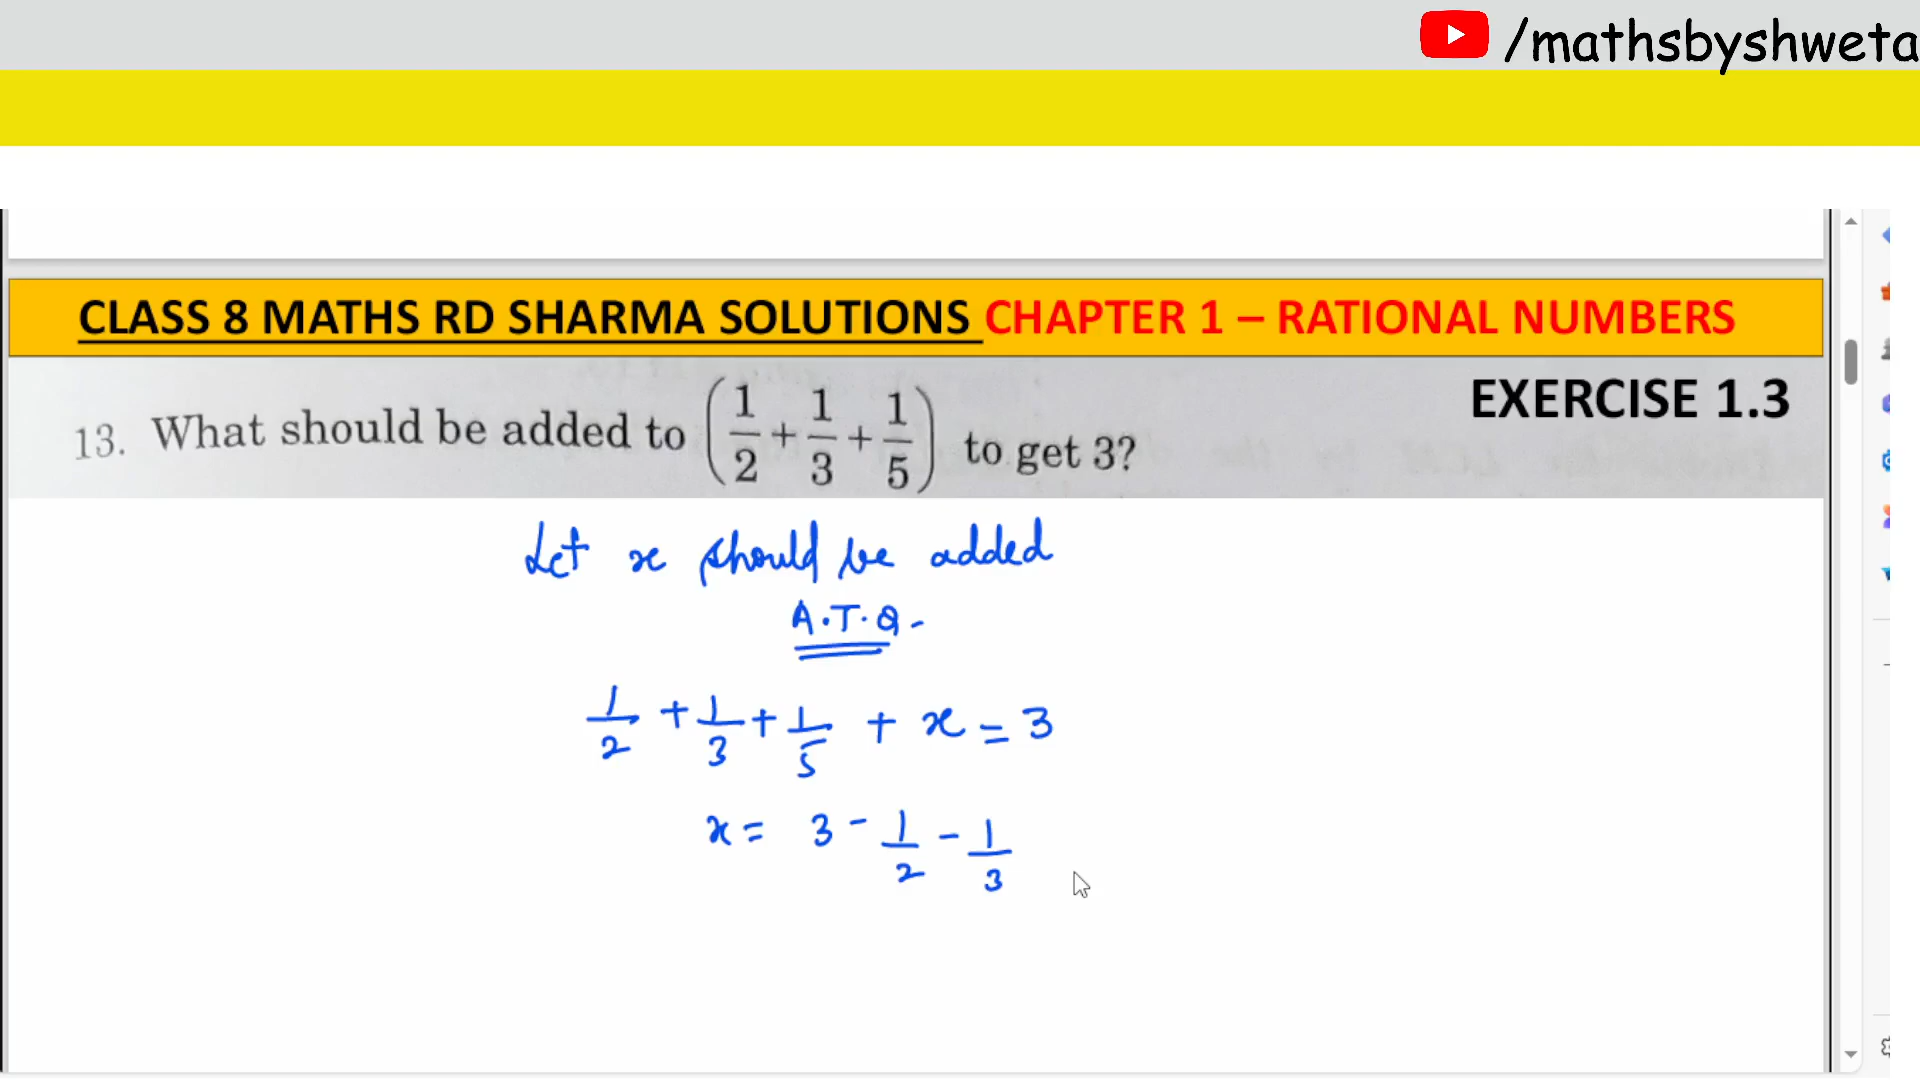 /mathsbyshweta
CLASS 8 MATHS RD SHARMA SOLUTIONS CHAPTER 1 – RATIONAL NUMBERS
EXERCISE 1.3
13. What should be added to (1/2 + 1/3 + 1/5) to get 3?
Let x should be added
A.T.Q.
1/2 + 1/3 + 1/5 + x = 3
x = 3 - 1/2 - 1/3